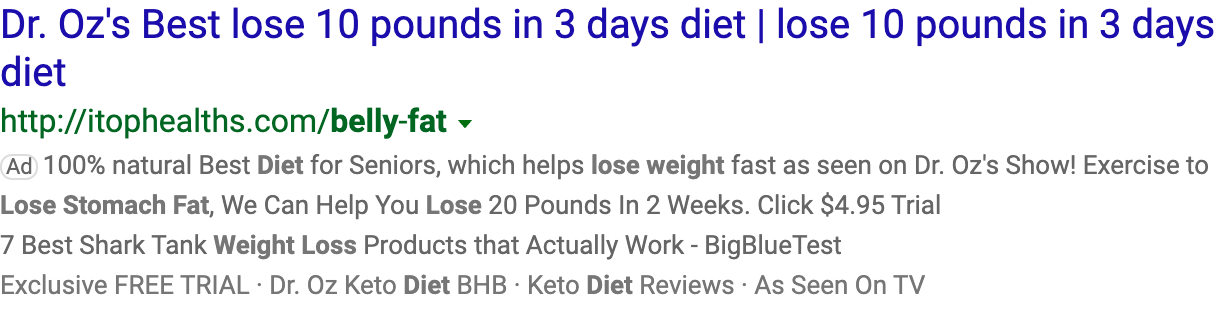 Dr. Oz's Best lose 10 pounds in 3 days diet | lose 10 pounds in 3 days
diet
http://itophealths.com/belly-fat
Ad 100% natural Best Diet for Seniors, which helps lose weight fast as seen on Dr. Oz's Show! Exercise to
Lose Stomach Fat, We Can Help You Lose 20 Pounds In 2 Weeks. Click $4.95 Trial
7 Best Shark Tank Weight Loss Products that Actually Work - BigBlueTest
Exclusive FREE TRIAL · Dr. Oz Keto Diet BHB · Keto Diet Reviews · As Seen On TV